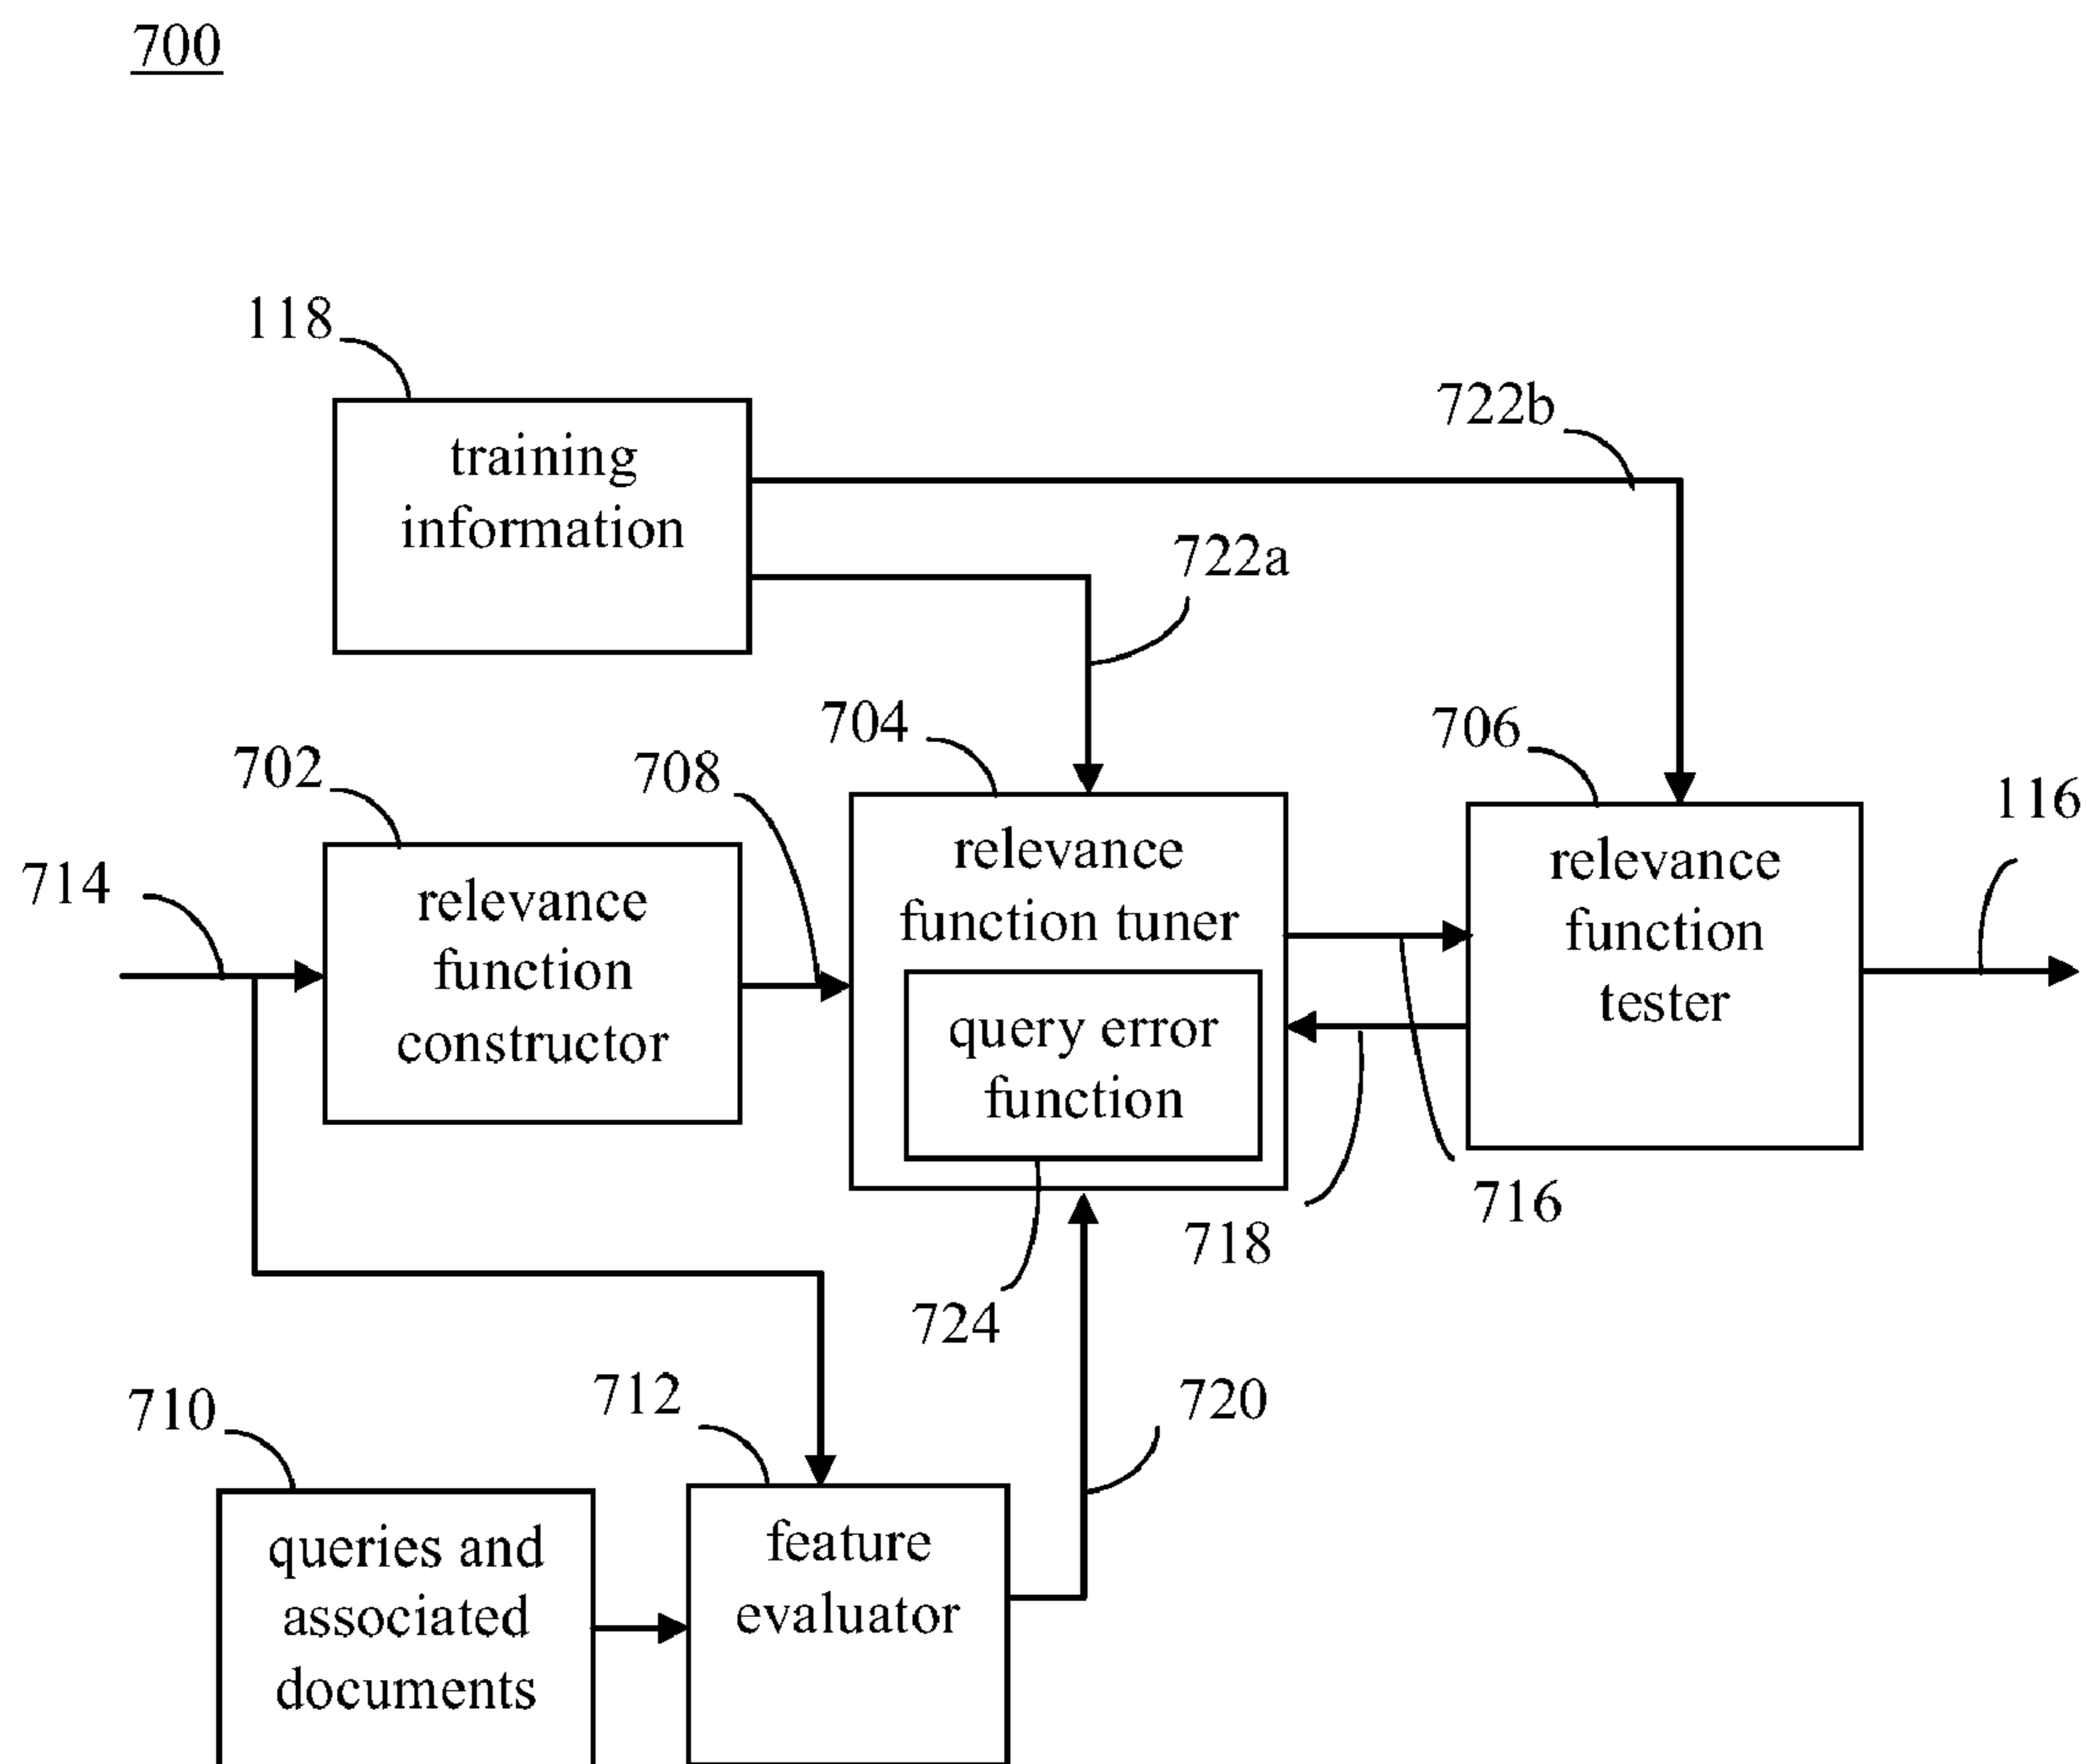 700
118
training
information
722b
722a
704
706
702
708
116
714
relevance
function
constructor
relevance
function tuner
query error
function
relevance
function
tester
716
718
724
720
710
712
queries and
associated
documents
feature
evaluator